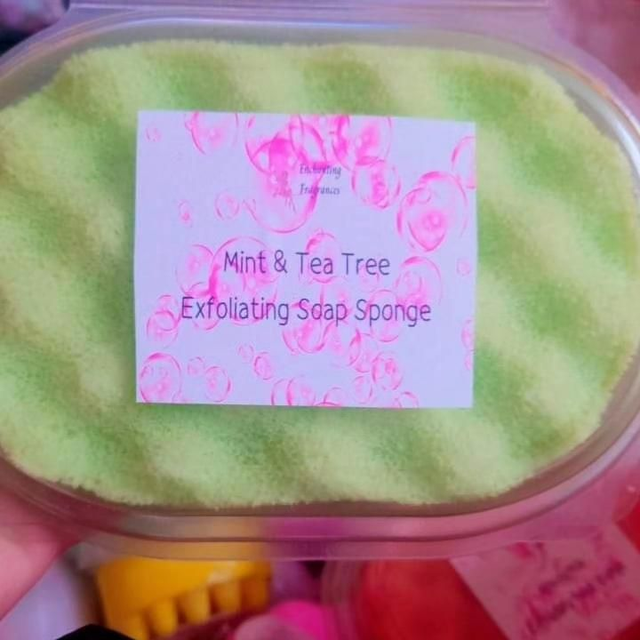 Enchanting
Fragrances
Mint & Tea Tree
Exfoliating Soap Sponge